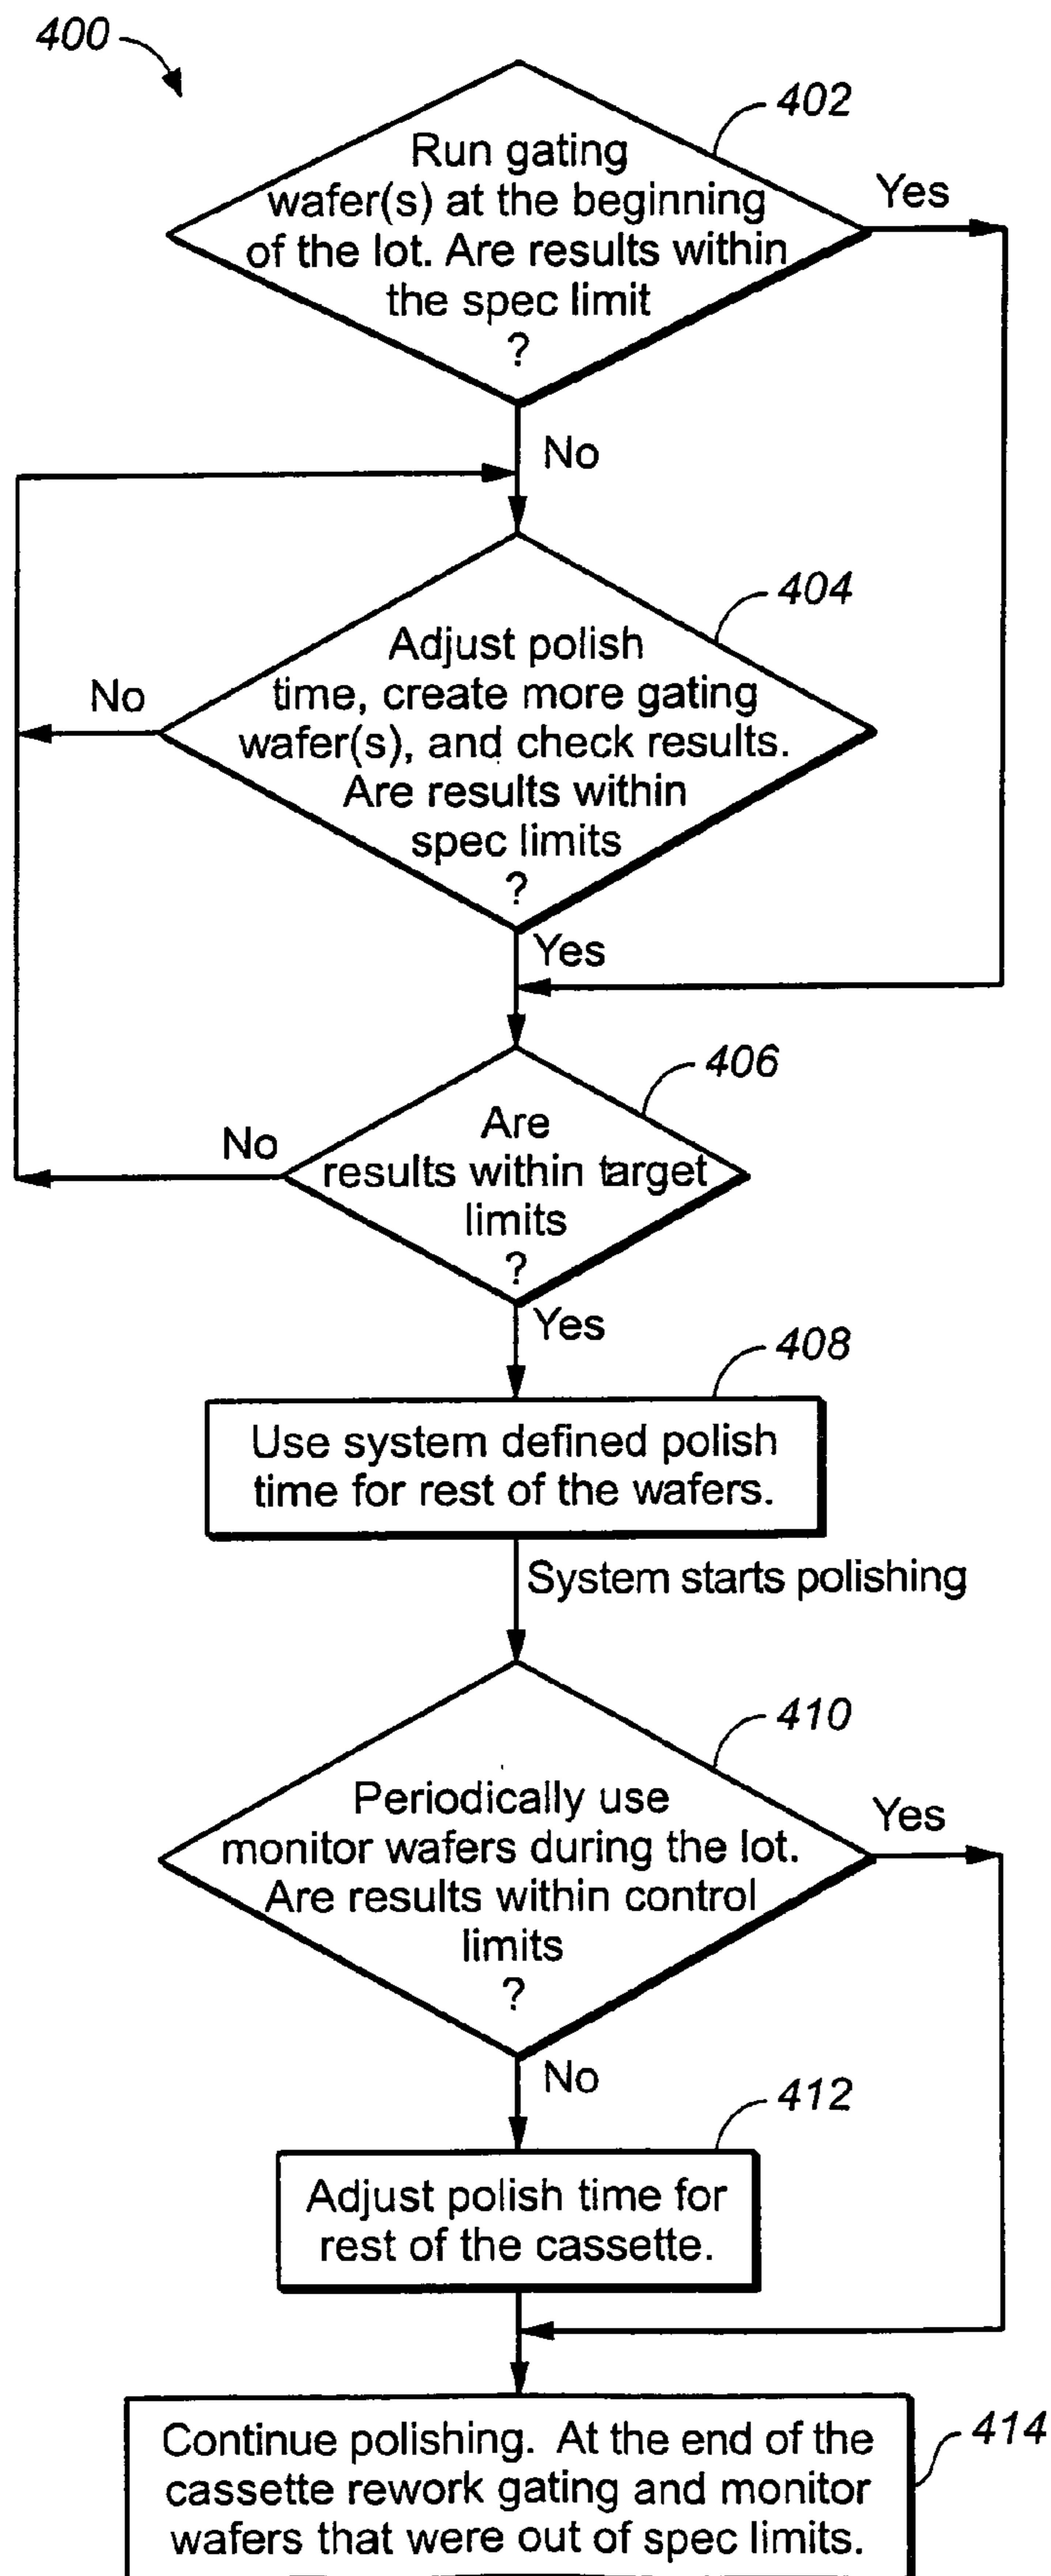 400
402
Run gating
wafer(s) at the beginning
of the lot. Are results within
the spec limit
?
Yes
No
404
Adjust polish
time, create more gating
wafer(s), and check results.
Are results within
spec limits
?
No
Yes
406
Are
results within target
limits
?
No
Yes
408
Use system defined polish
time for rest of the wafers.
System starts polishing
410
Periodically use
monitor wafers during the lot.
Are results within control
limits
?
Yes
No
412
Adjust polish time for
rest of the cassette.
414
Continue polishing. At the end of the
cassette rework gating and monitor
wafers that were out of spec limits.